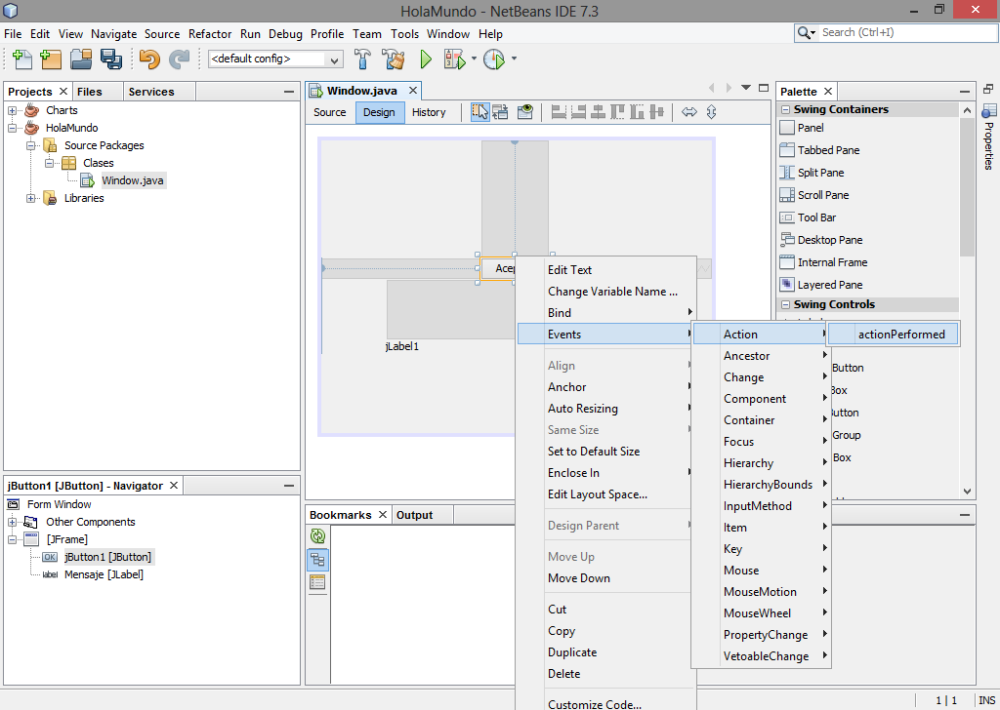 HolaMundo - NetBeans IDE 7.3
File Edit View Navigate Source Refactor Run Debug Profile Team Tools Window Help
Search (Ctrl+I)
<default config>
Projects Files Services
Charts
HolaMundo
Source Packages
Clases
Window.java
Libraries
Window.java
Source Design History
jLabel1
Edit Text
Change Variable Name ...
Bind
Events
Align
Anchor
Auto Resizing
Same Size
Set to Default Size
Enclose In
Edit Layout Space...
Design Parent
Move Up
Move Down
Cut
Copy
Duplicate
Delete
Customize Code...
Action
Ancestor
Change
Component
Container
Focus
Hierarchy
HierarchyBounds
InputMethod
Item
Key
Mouse
MouseMotion
MouseWheel
PropertyChange
VetoableChange
actionPerformed
Palette
Swing Containers
Panel
Tabbed Pane
Split Pane
Scroll Pane
Tool Bar
Desktop Pane
Internal Frame
Layered Pane
Swing Controls
Button
Box
Button
Group
Box
Properties
jButton1 [JButton] - Navigator
Form Window
Other Components
[JFrame]
OK jButton1 [JButton]
label Mensaje [JLabel]
Bookmarks Output
1 | 1 INS